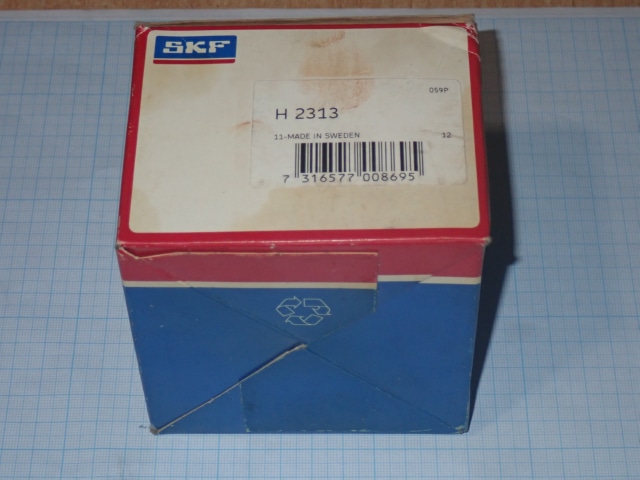 SKF
059P
H 2313
11-MADE IN SWEDEN 12
7 316577 008695